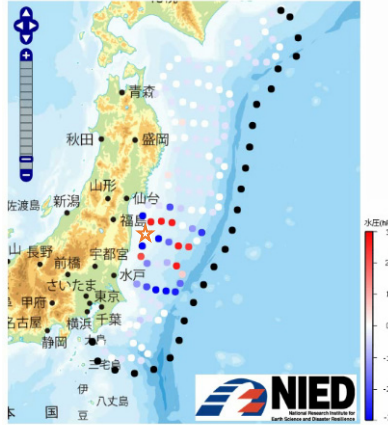 青森
秋田
盛岡
山形
仙台
佐渡島
新潟
福島
山
長野
宇都宮
前橋
水戸
さいたま
甲府
東京
名古屋
横浜
千葉
静岡
大島
三宅島
伊
豆
八丈島
本 国
水圧(h
NIED
National Research Institute for
Earth Science and Disaster Resilience